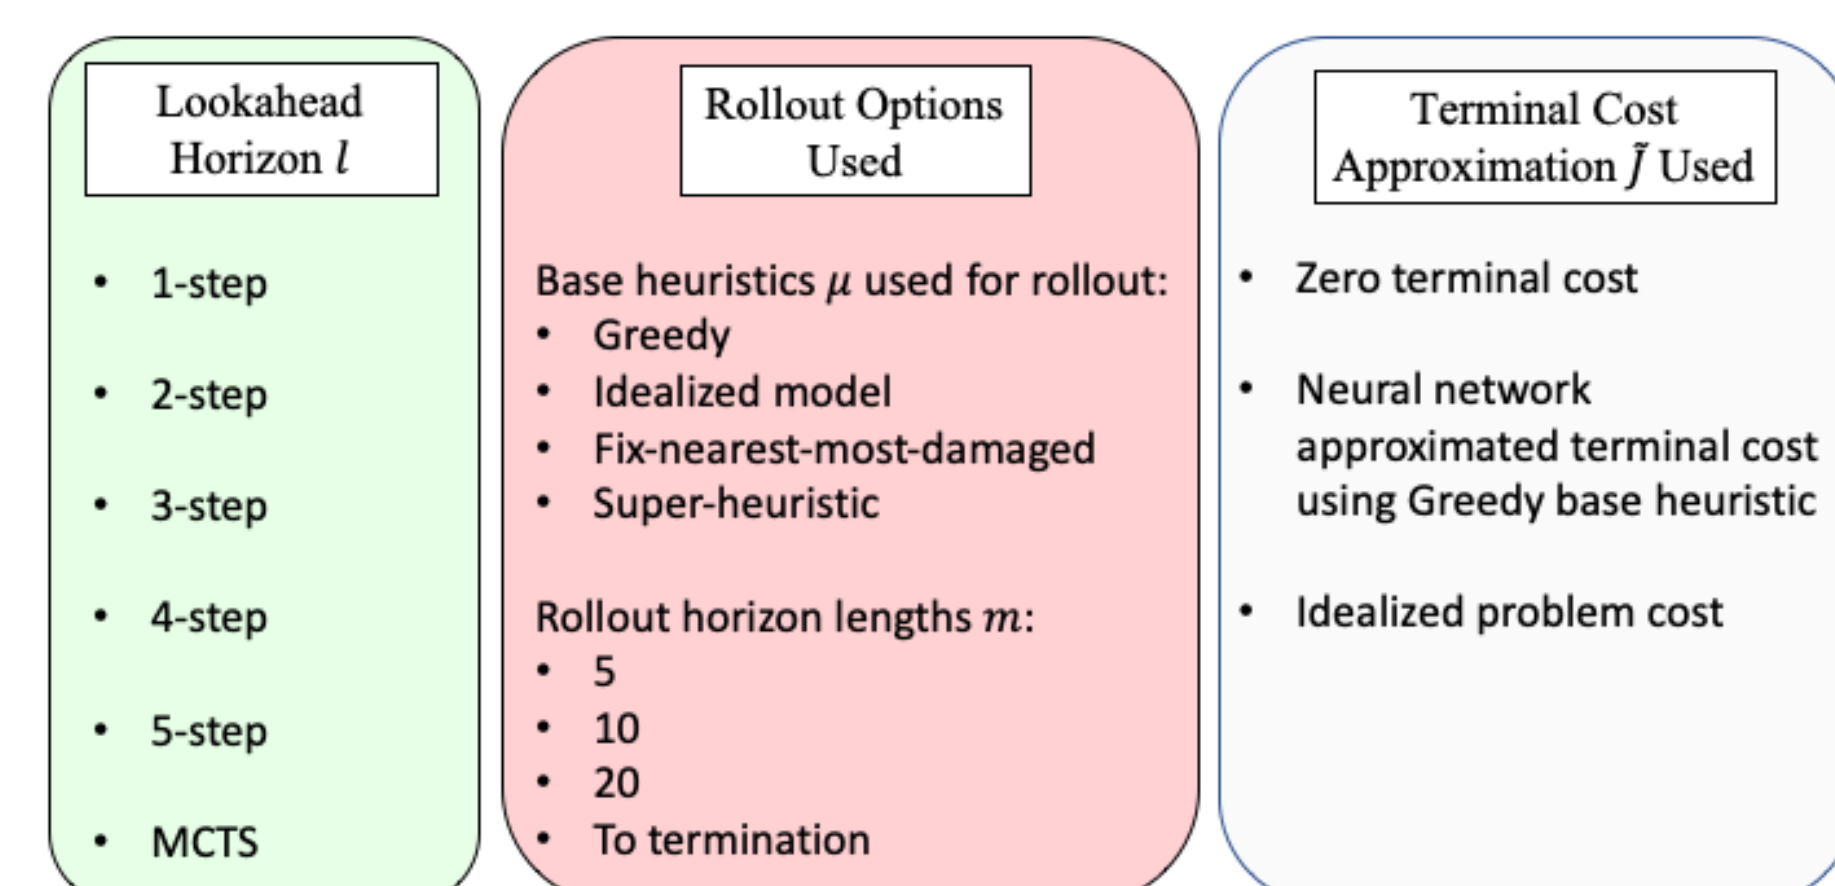 Lookahead
Horizon l
• 1-step
• 2-step
• 3-step
• 4-step
• 5-step
• MCTS
Rollout Options
Used
Base heuristics μ used for rollout:
• Greedy
• Idealized model
• Fix-nearest-most-damaged
• Super-heuristic
Rollout horizon lengths m:
• 5
• 10
• 20
• To termination
Terminal Cost
Approximation J̃ Used
• Zero terminal cost
• Neural network
approximated terminal cost
using Greedy base heuristic
• Idealized problem cost